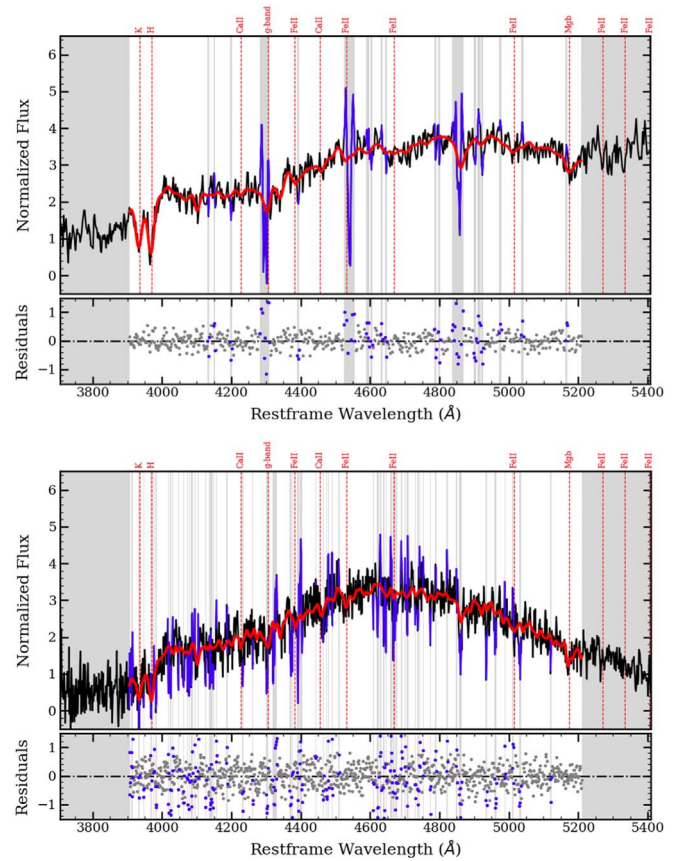 K H CaII g-band FeII CaII FeII FeII FeII Mgb FeII FeII FeII
6
5
4
3
2
1
0
Normalized Flux
1
0
−1
Residuals
3800 4000 4200 4400 4600 4800 5000 5200 5400
Restframe Wavelength (Å)
K H CaII g-band FeII CaII FeII FeII FeII Mgb FeII FeII FeII
6
5
4
3
2
1
0
Normalized Flux
1
0
−1
Residuals
3800 4000 4200 4400 4600 4800 5000 5200 5400
Restframe Wavelength (Å)